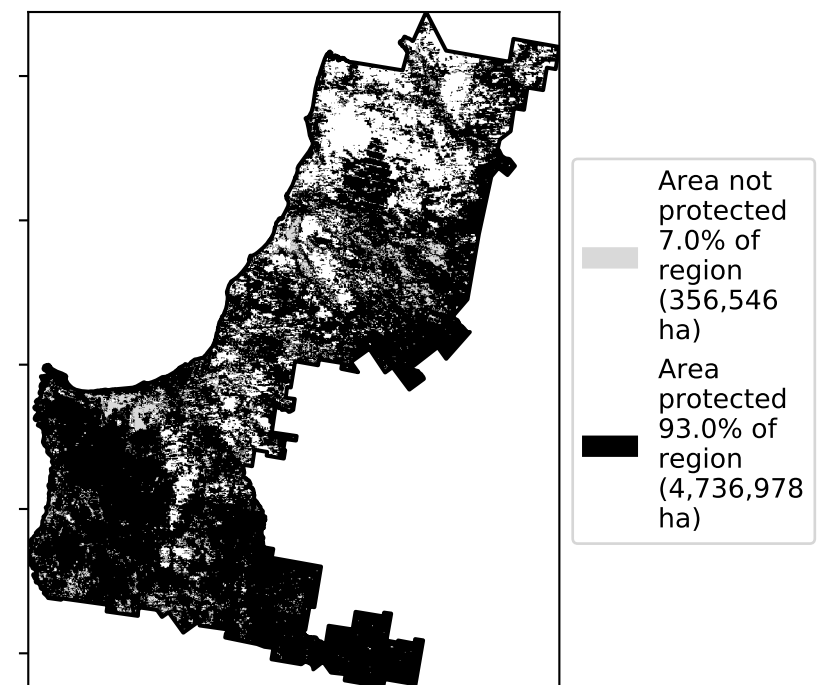 Area not
protected
7.0% of
region
(356,546
ha)
Area
protected
93.0% of
region
(4,736,978
ha)